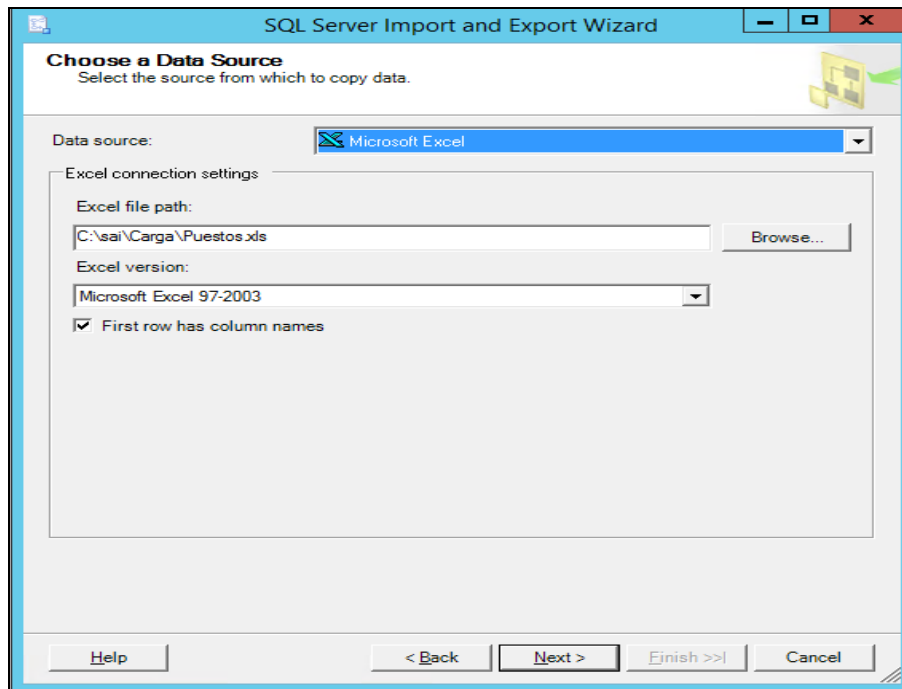 SQL Server Import and Export Wizard
Choose a Data Source
Select the source from which to copy data.
Data source: Microsoft Excel
Excel connection settings
Excel file path:
C:\sai\Carga\Puestos.xls Browse...
Excel version:
Microsoft Excel 97-2003
First row has column names
Help < Back Next > Finish >>| Cancel